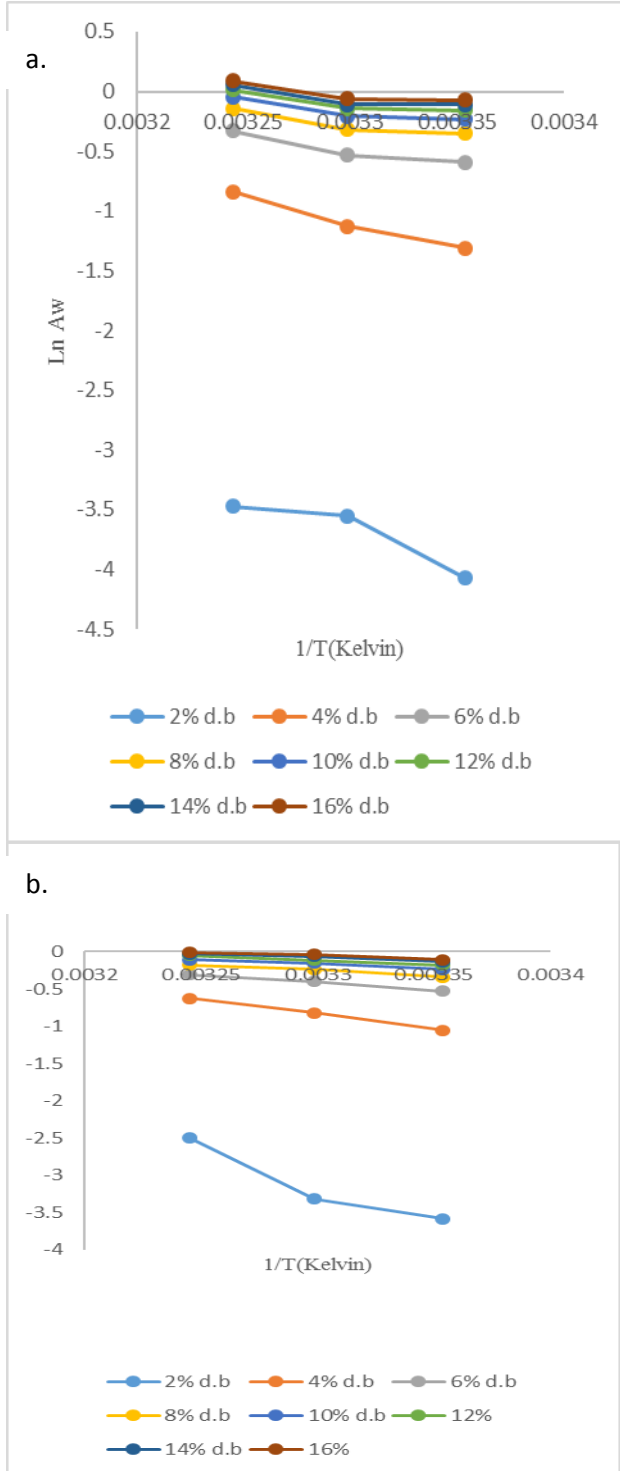 a.
0.5
0
0.0032 0.00325 0.0033 0.00335 0.0034
-0.5
-1
-1.5
-2
-2.5
-3
-3.5
-4
-4.5
Ln Aw
1/T(Kelvin)
2% d.b 4% d.b 6% d.b
8% d.b 10% d.b 12% d.b
14% d.b 16% d.b
b.
0
0.0032 0.00325 0.0033 0.00335 0.0034
-0.5
-1
-1.5
-2
-2.5
-3
-3.5
-4
1/T(Kelvin)
2% d.b 4% d.b 6% d.b
8% d.b 10% d.b 12%
14% d.b 16%